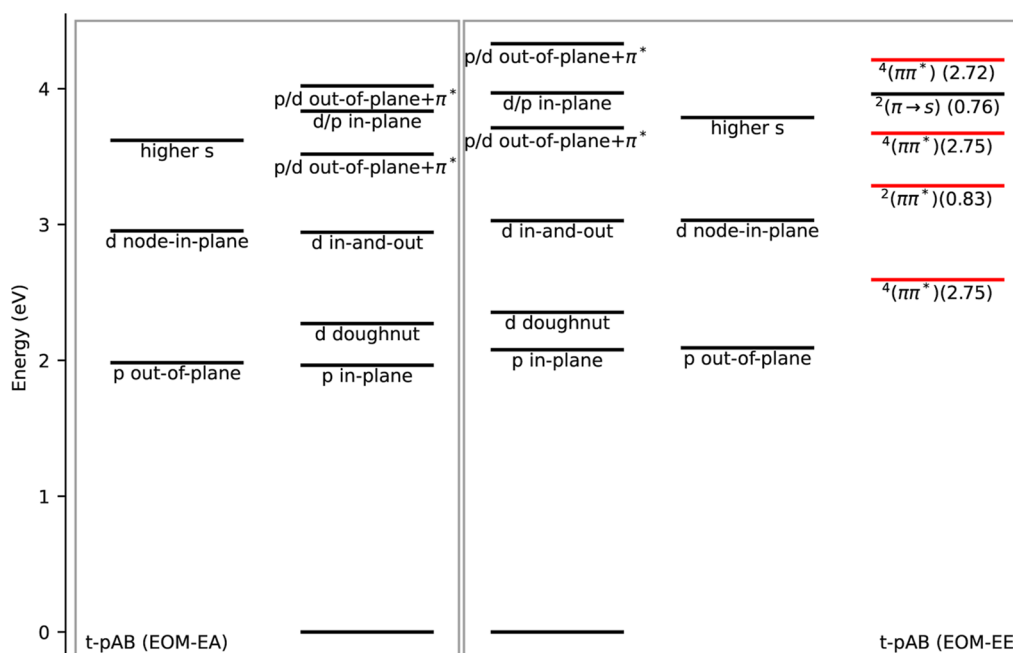 Energy (eV)
4
3
2
1
0
higher s
d node-in-plane
p out-of-plane
t-pAB (EOM-EA)
p/d out-of-plane+π*
d/p in-plane
p/d out-of-plane+π*
d in-and-out
d doughnut
p in-plane
p/d out-of-plane+π*
d/p in-plane
p/d out-of-plane+π*
d in-and-out
d doughnut
p in-plane
higher s
d node-in-plane
p out-of-plane
⁴(ππ*) (2.72)
²(π→s) (0.76)
⁴(ππ*)(2.75)
²(ππ*)(0.83)
⁴(ππ*)(2.75)
t-pAB (EOM-EE